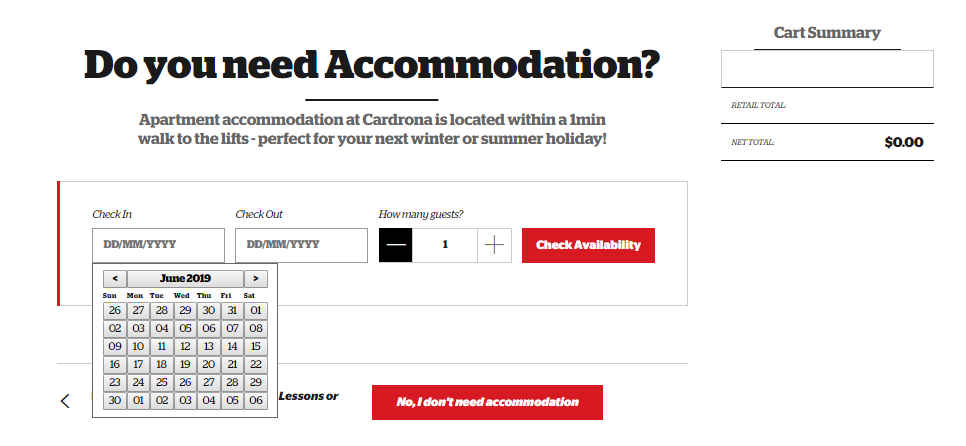 Cart Summary
Do you need Accommodation?
RETAIL TOTAL:
NET TOTAL: $0.00
Apartment accommodation at Cardrona is located within a 1min
walk to the lifts - perfect for your next winter or summer holiday!
Check In Check Out How many guests?
DD/MM/YYYY DD/MM/YYYY — 1 + Check Availability
< June 2019 >
Sun Mon Tue Wed Thu Fri Sat
26 27 28 29 30 31 01
02 03 04 05 06 07 08
09 10 11 12 13 14 15
16 17 18 19 20 21 22
23 24 25 26 27 28 29
30 01 02 03 04 05 06
< Lessons or No, I don't need accommodation